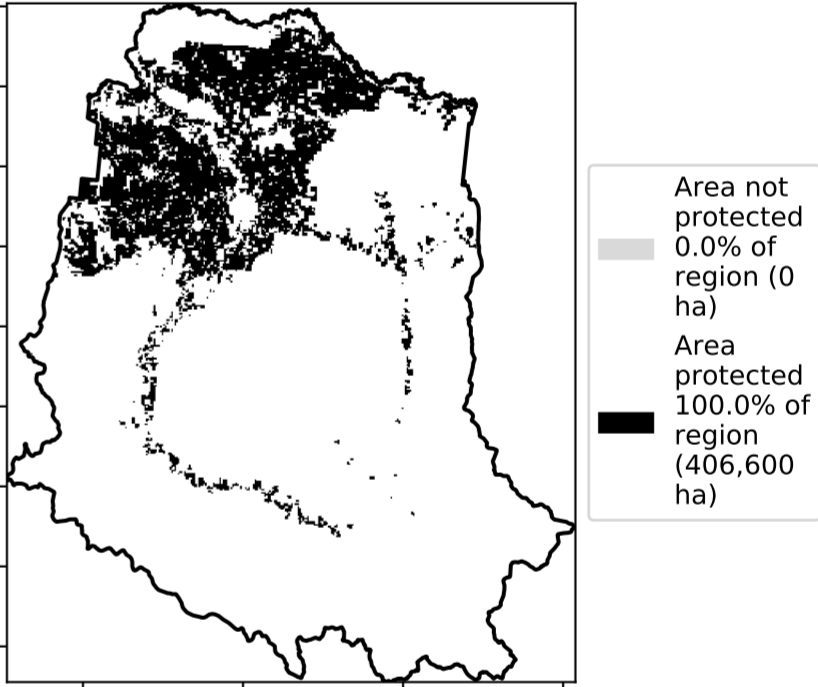 Area not
protected
0.0% of
region (0
ha)
Area
protected
100.0% of
region
(406,600
ha)